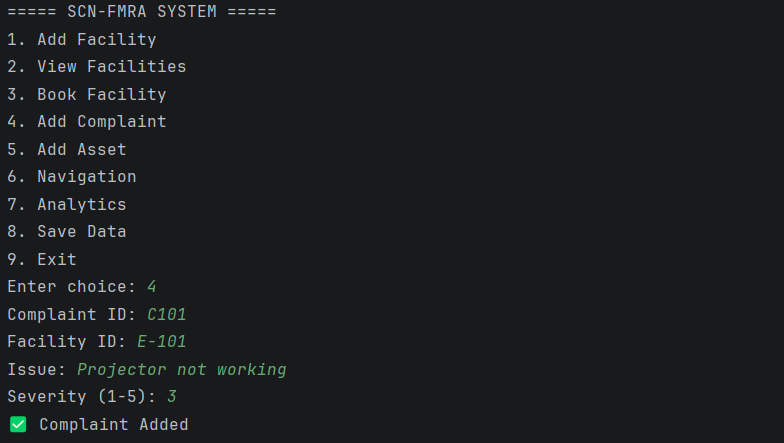 ===== SCN-FMRA SYSTEM =====
1. Add Facility
2. View Facilities
3. Book Facility
4. Add Complaint
5. Add Asset
6. Navigation
7. Analytics
8. Save Data
9. Exit
Enter choice: 4
Complaint ID: C101
Facility ID: E-101
Issue: Projector not working
Severity (1-5): 3
✅ Complaint Added